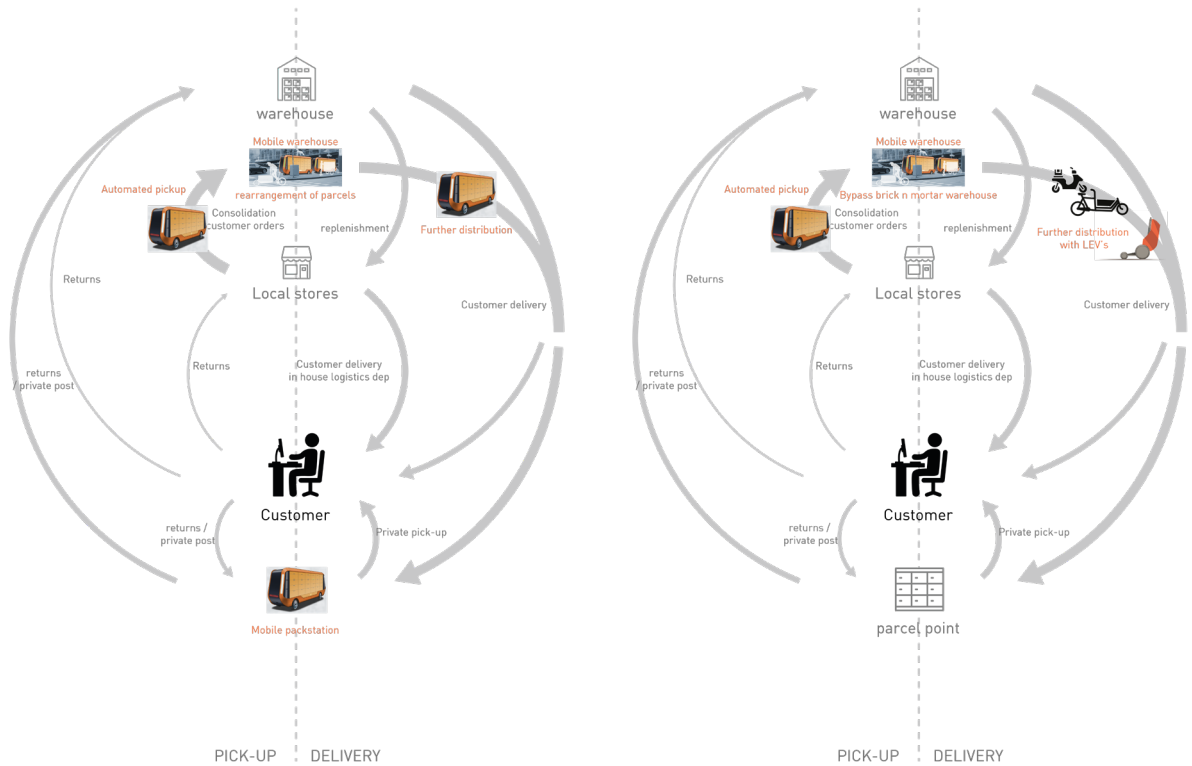 warehouse
Mobile warehouse
Automated pickup
rearrangement of parcels
Consolidation
customer orders
replenishment
Further distribution
Returns
Local stores
Customer delivery
Returns
Customer delivery
in house logistics dep
returns
/ private post
Customer
returns /
private post
Private pick-up
Mobile packstation
PICK-UP
DELIVERY
warehouse
Mobile warehouse
Automated pickup
Bypass brick n mortar warehouse
Consolidation
customer orders
replenishment
Further distribution
with LEV's
Returns
Local stores
Customer delivery
Returns
Customer delivery
in house logistics dep
returns
/ private post
Customer
returns /
private post
Private pick-up
parcel point
PICK-UP
DELIVERY